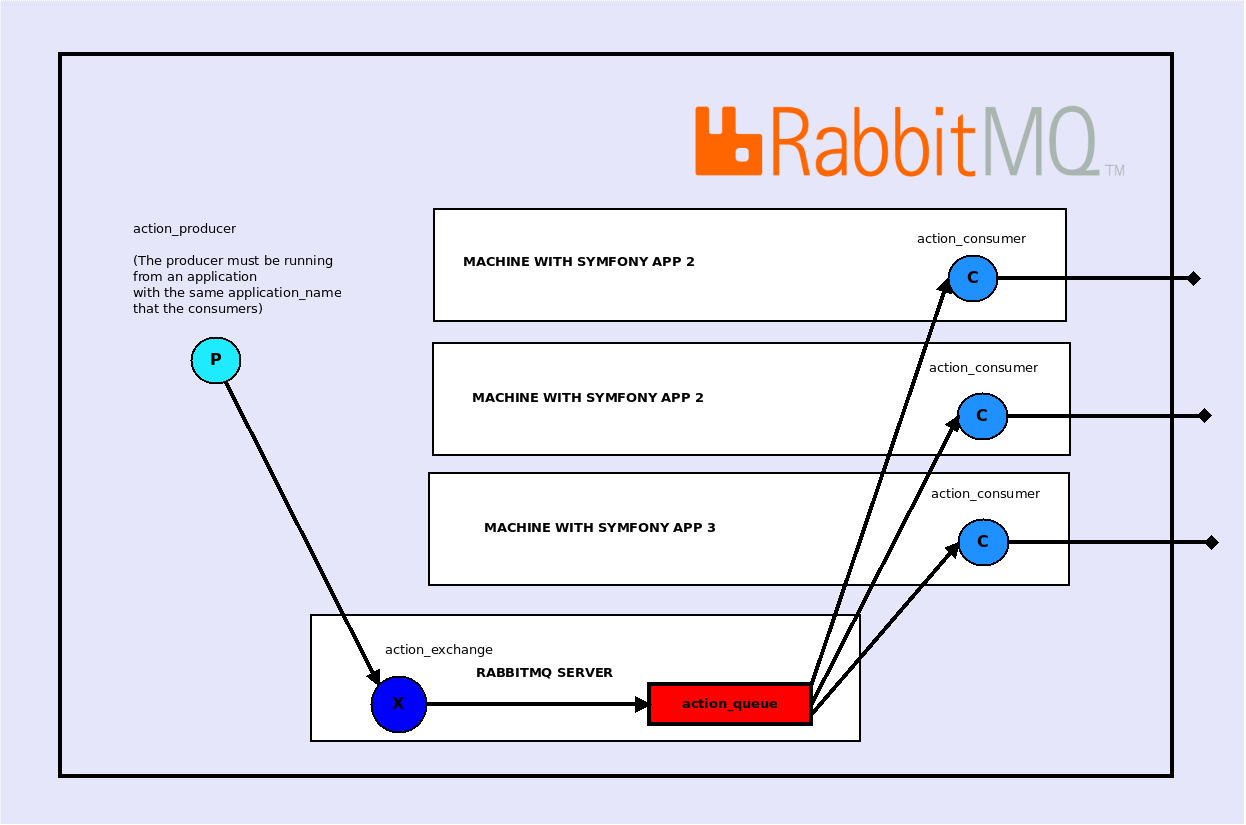 RabbitMQ TM
action_producer
(The producer must be running
from an application
with the same application_name
that the consumers)
P
MACHINE WITH SYMFONY APP 2
action_consumer
C
MACHINE WITH SYMFONY APP 2
action_consumer
C
MACHINE WITH SYMFONY APP 3
action_consumer
C
action_exchange
RABBITMQ SERVER
X
action_queue